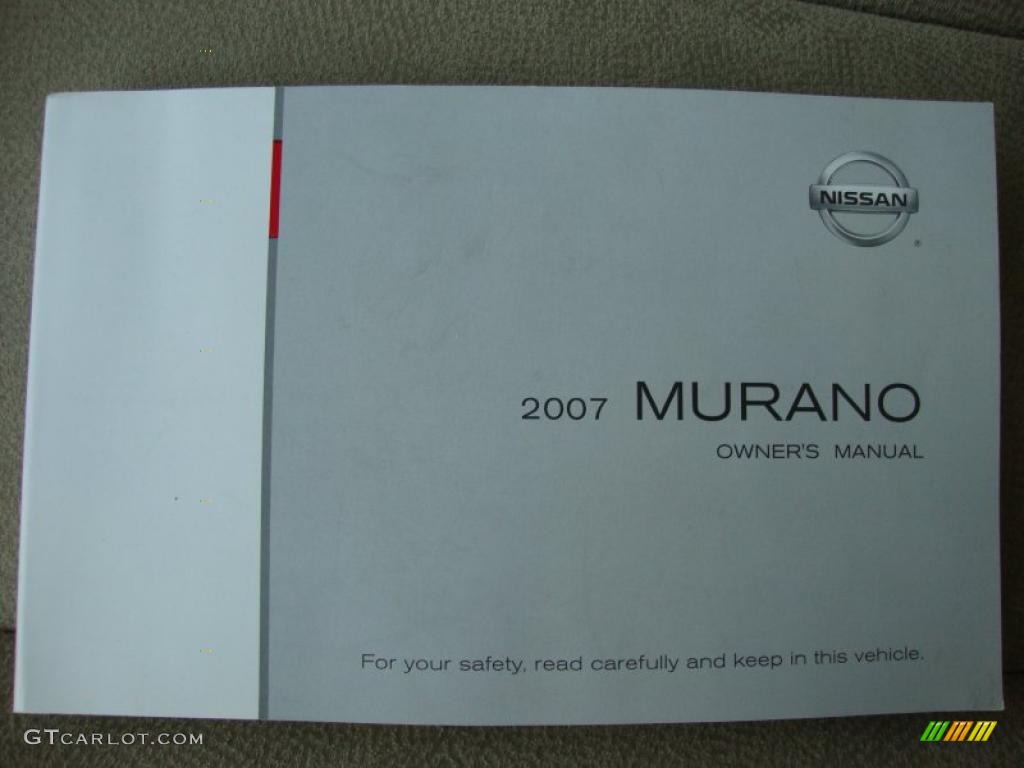 NISSAN
®
2007 MURANO
OWNER'S MANUAL
For your safety, read carefully and keep in this vehicle.
GTCARLOT.COM